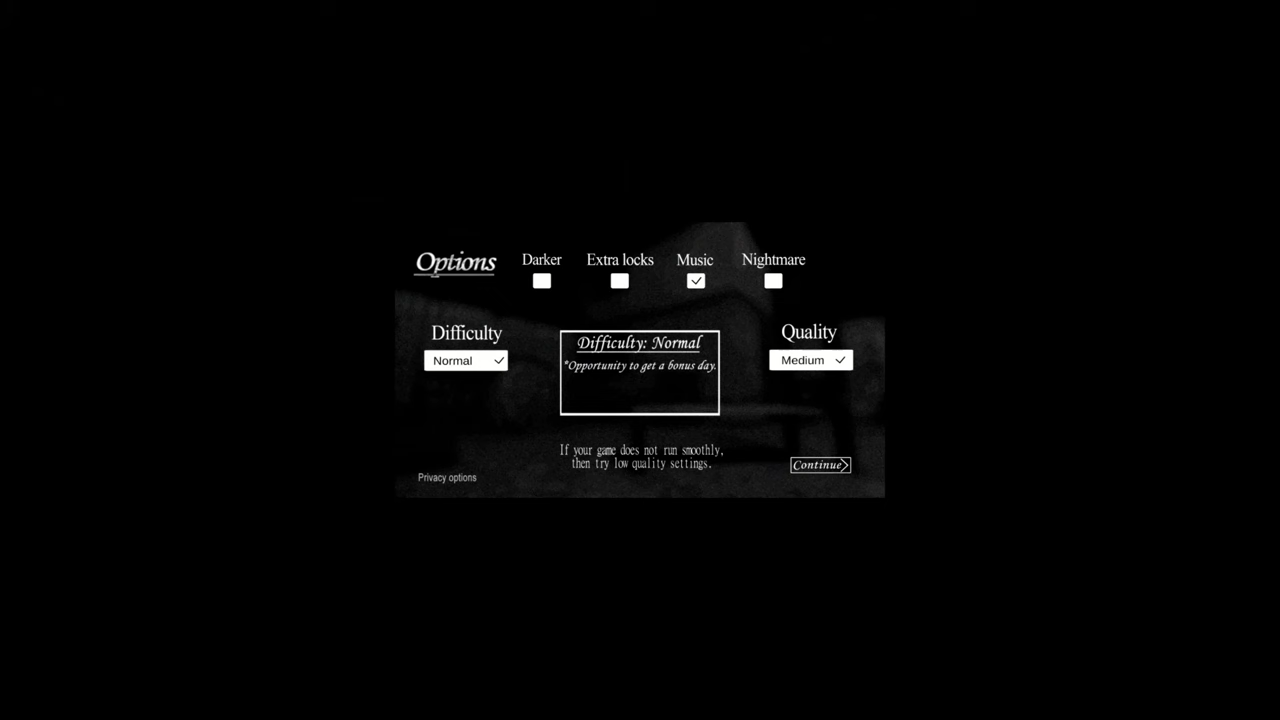 Options
Darker
Extra locks
Music
Nightmare
Difficulty
Normal
Difficulty: Normal
*Opportunity to get a bonus day.
Quality
Medium
If your game does not run smoothly,
then try low quality settings.
Continue
Privacy options